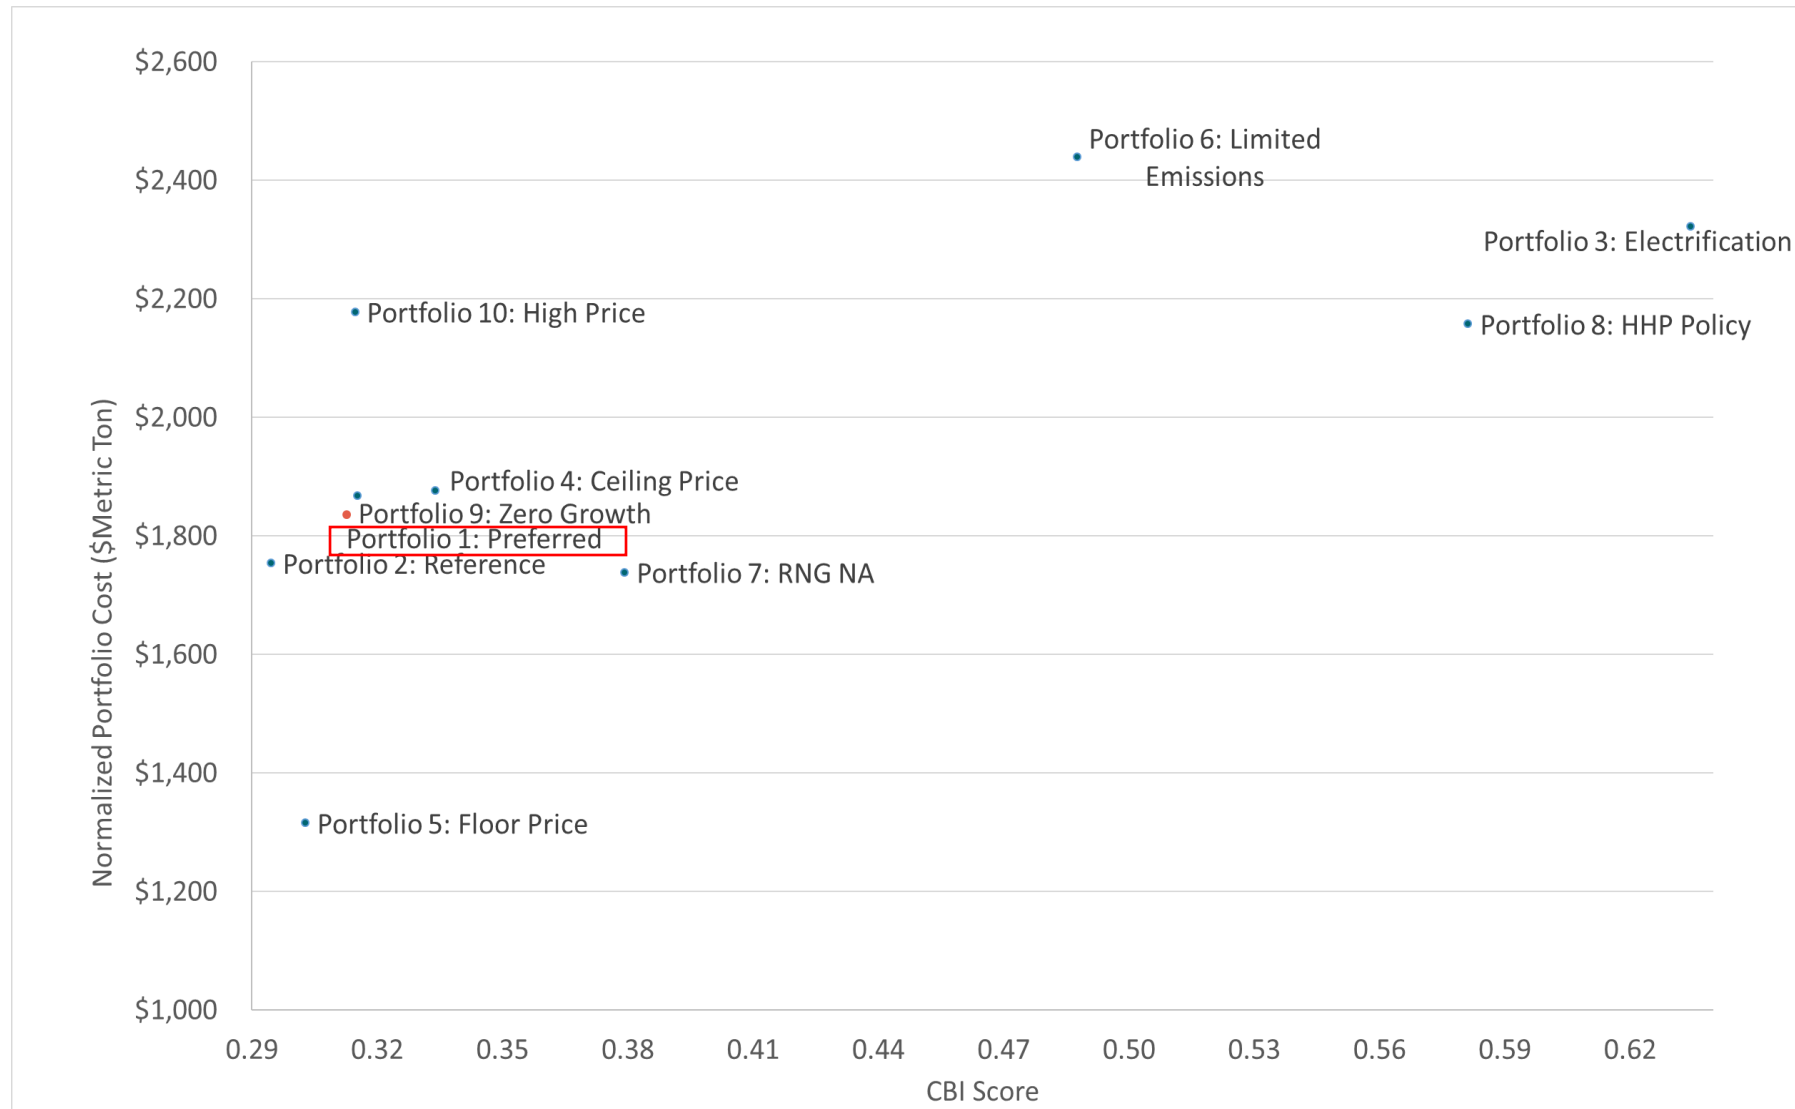 $2,600
Portfolio 6: Limited
Emissions
$2,400
Portfolio 3: Electrification
$2,200
Portfolio 10: High Price
Portfolio 8: HHP Policy
$2,000
Portfolio 4: Ceiling Price
Portfolio 9: Zero Growth
$1,800
Portfolio 1: Preferred
Portfolio 2: Reference
Portfolio 7: RNG NA
$1,600
$1,400
Portfolio 5: Floor Price
$1,200
$1,000
Normalized Portfolio Cost ($Metric Ton)
0.29 0.32 0.35 0.38 0.41 0.44 0.47 0.50 0.53 0.56 0.59 0.62
CBI Score